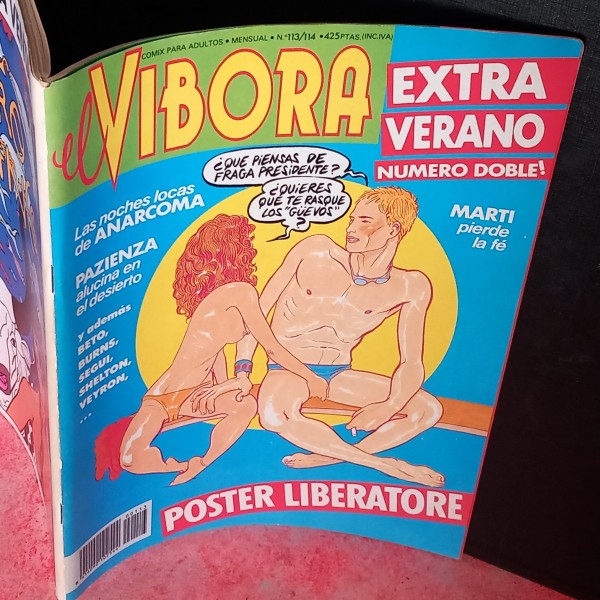 COMIX PARA ADULTOS • MENSUAL • N.º 113/114 • 425 PTAS. (INC. IVA)
el VIBORA
EXTRA
VERANO
NUMERO DOBLE!
¿QUE PIENSAS DE
FRAGA PRESIDENTE?
¿QUIERES
QUE TE RASQUE
LOS "GÜEVOS"
?
Las noches locas
de ANARCOMA
PAZIENZA
alucina en
el desierto
y además
BETO,
BURNS,
SEGUI,
SHELTON,
VEYRON,
...
MARTI
pierde
la fé
POSTER LIBERATORE